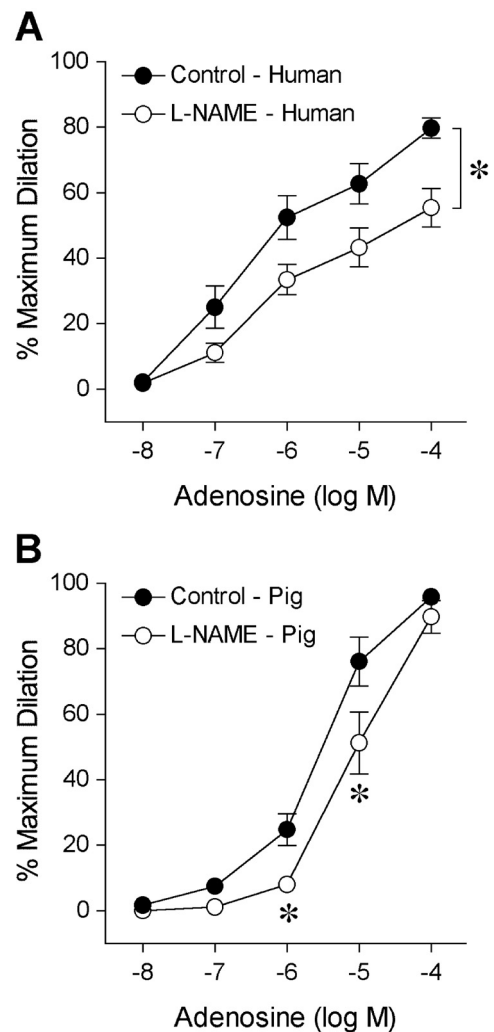 A
100
80
60
40
20
0
% Maximum Dilation
Control - Human
L-NAME - Human
*
-8 -7 -6 -5 -4
Adenosine (log M)
B
100
80
60
40
20
0
% Maximum Dilation
Control - Pig
L-NAME - Pig
*
*
-8 -7 -6 -5 -4
Adenosine (log M)